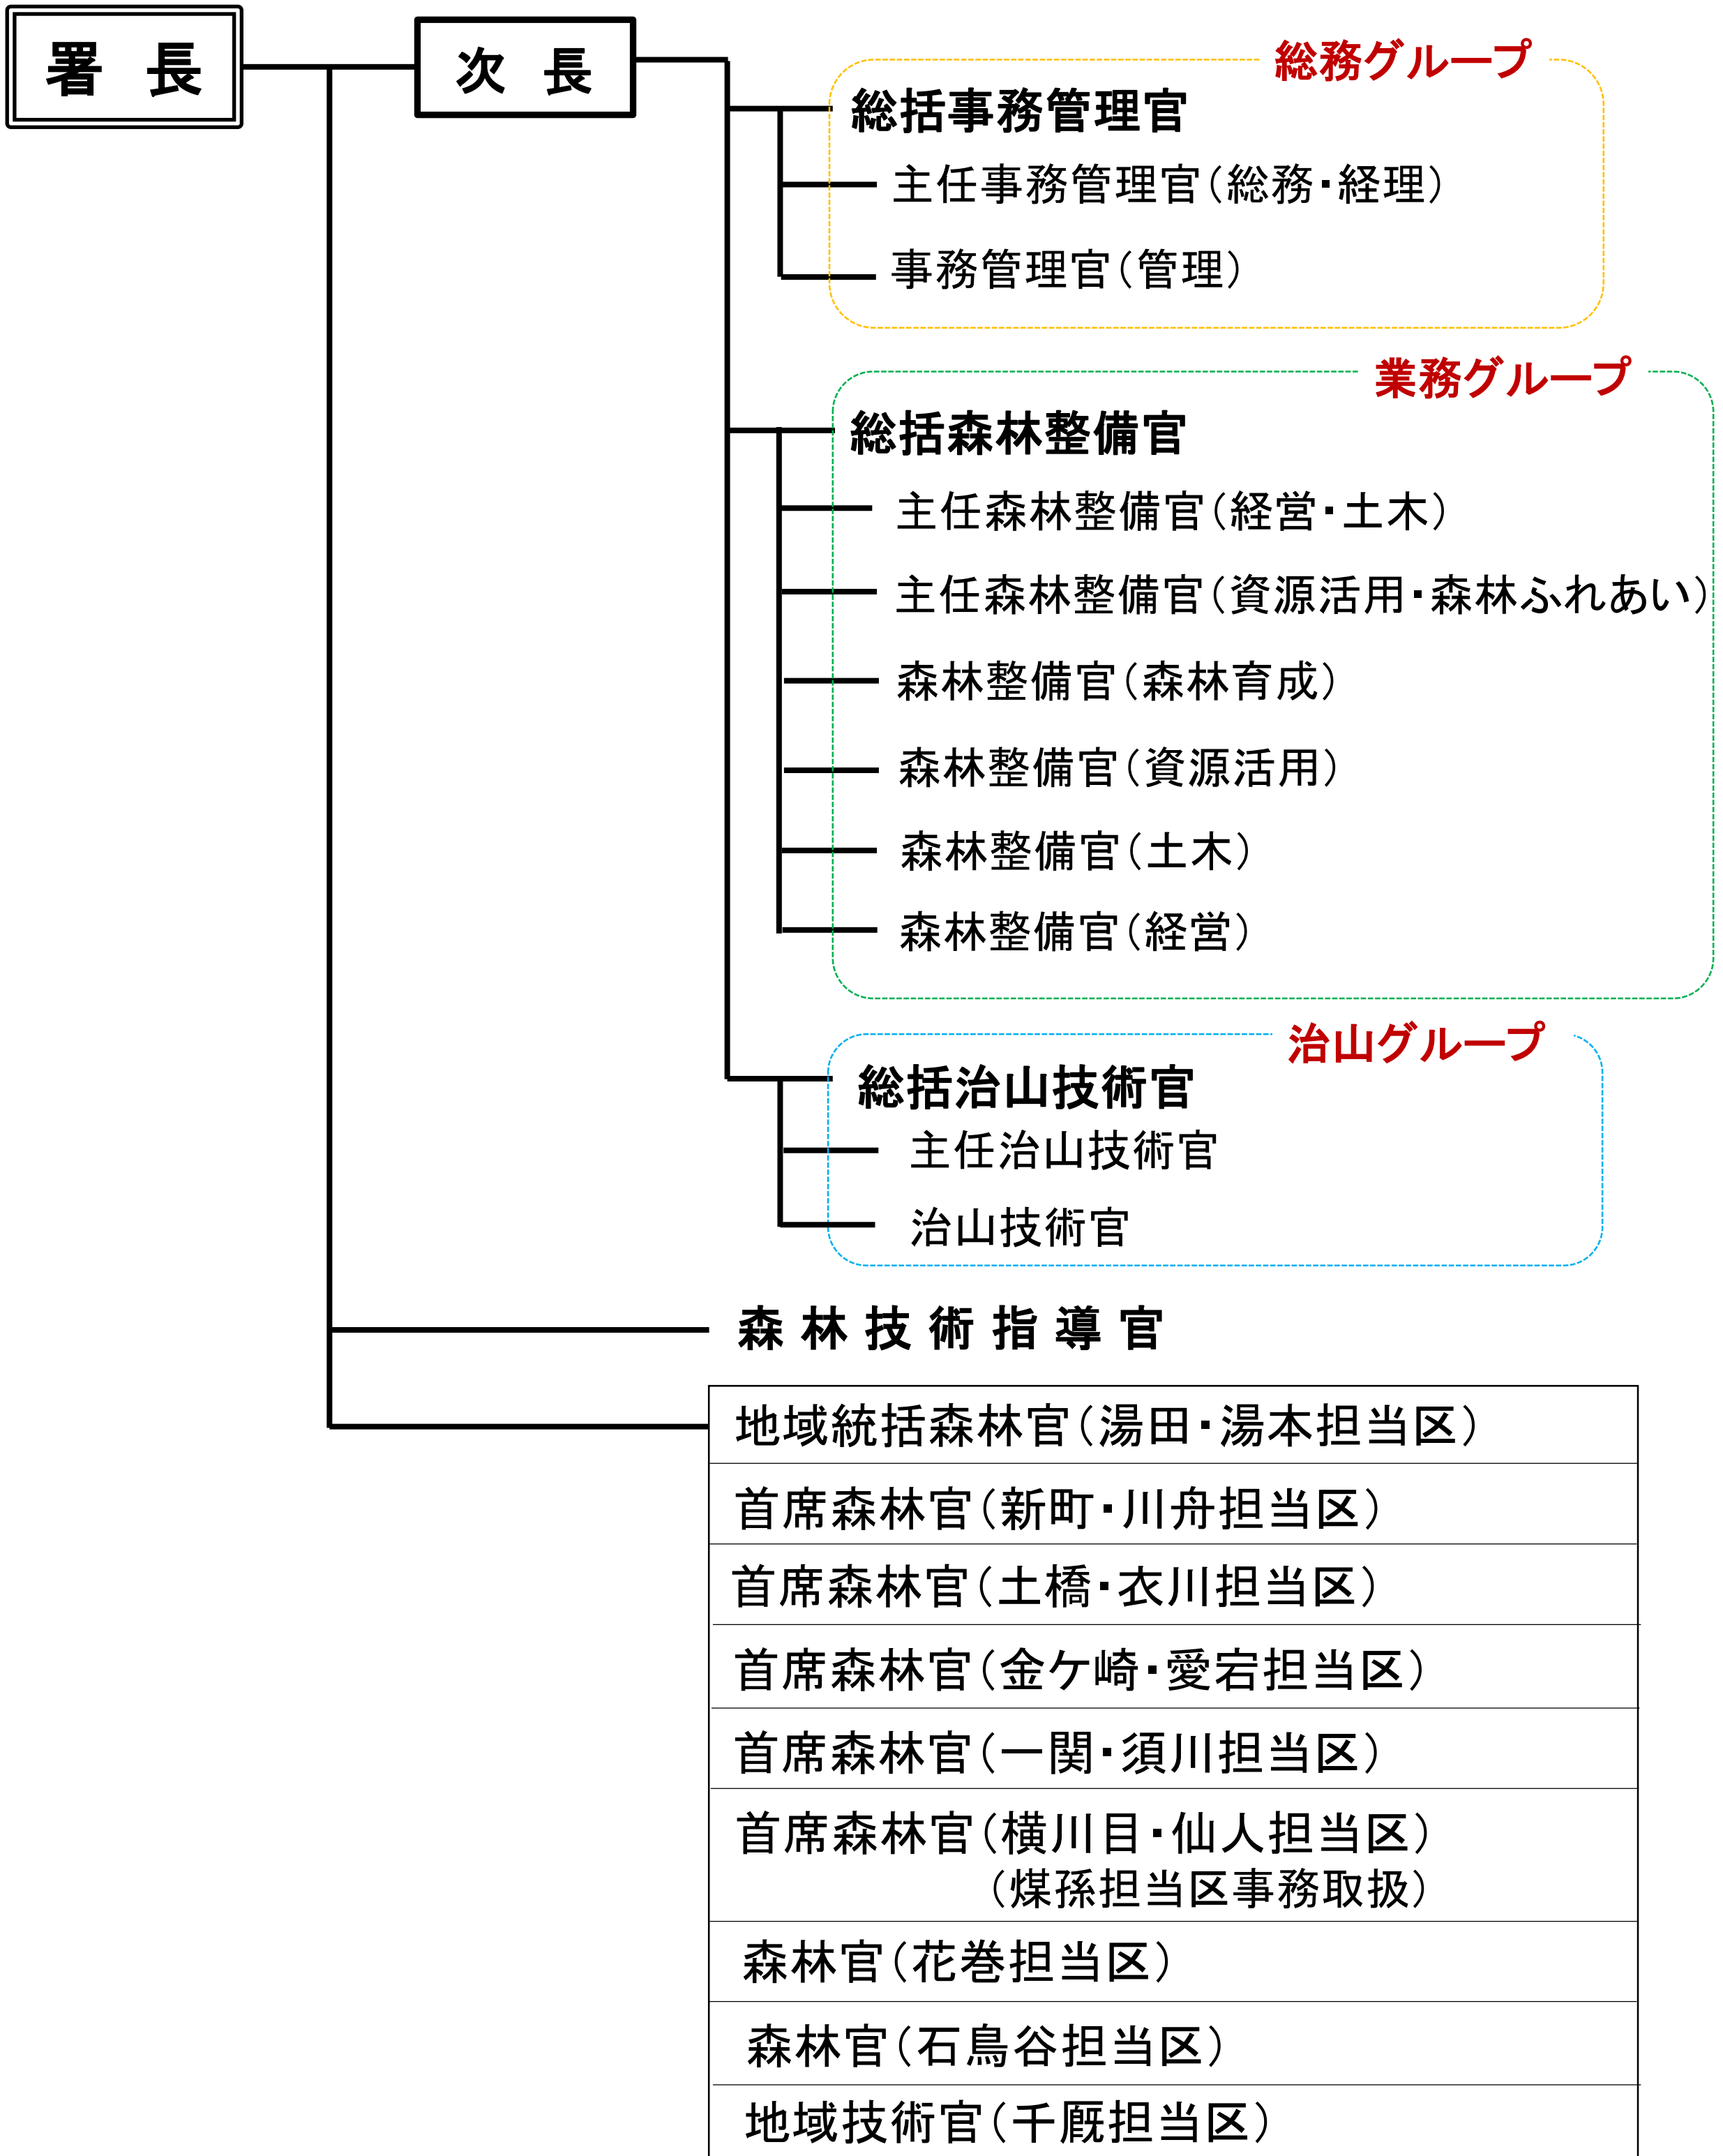 署 長
次 長
総務グループ
総括事務管理官
主任事務管理官（総務・経理）
事務管理官（管理）
業務グループ
総括森林整備官
主任森林整備官（経営・土木）
主任森林整備官（資源活用・森林ふれあい）
森林整備官（森林育成）
森林整備官（資源活用）
森林整備官（土木）
森林整備官（経営）
治山グループ
総括治山技術官
主任治山技術官
治山技術官
森 林 技 術 指 導 官
地域統括森林官（湯田・湯本担当区）
首席森林官（新町・川舟担当区）
首席森林官（土橋・衣川担当区）
首席森林官（金ケ崎・愛宕担当区）
首席森林官（一関・須川担当区）
首席森林官（横川目・仙人担当区）
（煤孫担当区事務取扱）
森林官（花巻担当区）
森林官（石鳥谷担当区）
地域技術官（千厩担当区）